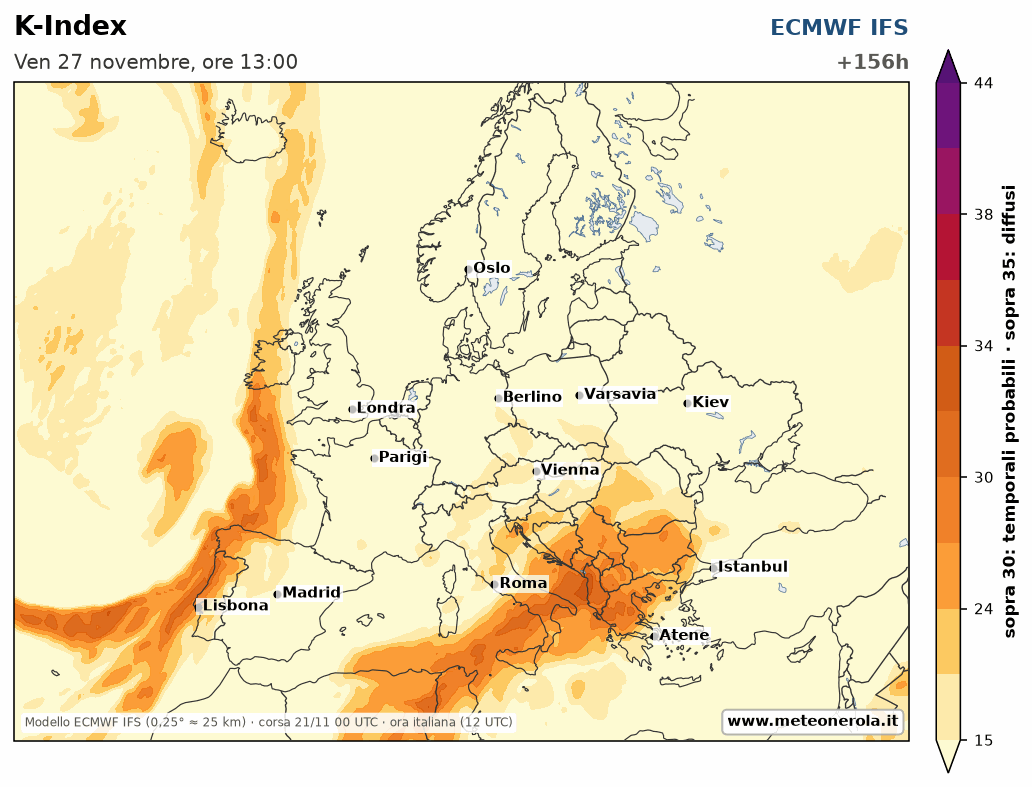 K-Index
ECMWF IFS
Ven 27 novembre, ore 13:00
+156h
44
38
34
30
24
15
sopra 30: temporali probabili · sopra 35: diffusi
Oslo
Londra
Berlino
Varsavia
Kiev
Parigi
Vienna
Istanbul
Roma
Madrid
Lisbona
Atene
Modello ECMWF IFS (0,25° ≈ 25 km) · corsa 21/11 00 UTC · ora italiana (12 UTC)
www.meteonerola.it